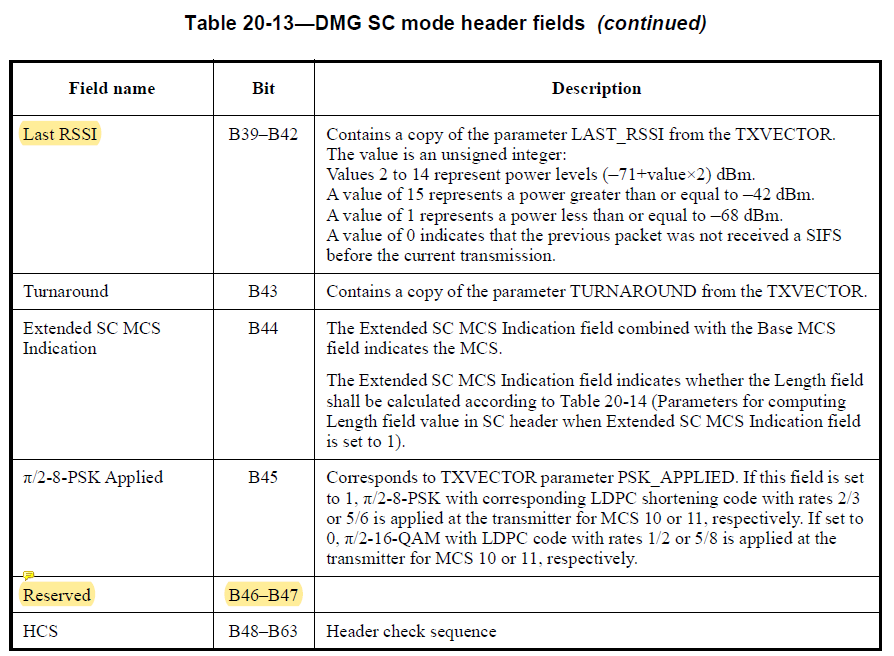 Table 20-13—DMG SC mode header fields (continued)
Field name
Bit
Description
Last RSSI
B39–B42
Contains a copy of the parameter LAST_RSSI from the TXVECTOR.
The value is an unsigned integer:
Values 2 to 14 represent power levels (–71+value×2) dBm.
A value of 15 represents a power greater than or equal to –42 dBm.
A value of 1 represents a power less than or equal to –68 dBm.
A value of 0 indicates that the previous packet was not received a SIFS
before the current transmission.
Turnaround
B43
Contains a copy of the parameter TURNAROUND from the TXVECTOR.
Extended SC MCS
Indication
B44
The Extended SC MCS Indication field combined with the Base MCS
field indicates the MCS.
The Extended SC MCS Indication field indicates whether the Length field
shall be calculated according to Table 20-14 (Parameters for computing
Length field value in SC header when Extended SC MCS Indication field
is set to 1).
π/2-8-PSK Applied
B45
Corresponds to TXVECTOR parameter PSK_APPLIED. If this field is set
to 1, π/2-8-PSK with corresponding LDPC shortening code with rates 2/3
or 5/6 is applied at the transmitter for MCS 10 or 11, respectively. If set to
0, π/2-16-QAM with LDPC code with rates 1/2 or 5/8 is applied at the
transmitter for MCS 10 or 11, respectively.
Reserved
B46–B47
HCS
B48–B63
Header check sequence